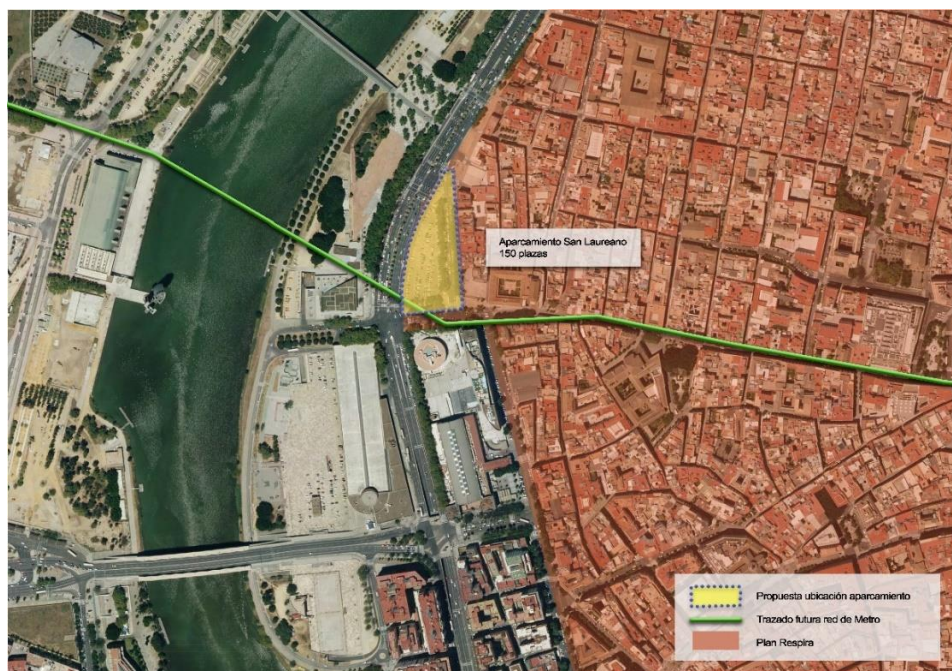 Aparcamiento San Laureano
150 plazas
Propuesta ubicación aparcamiento
Trazado futura red de Metro
Plan Respira